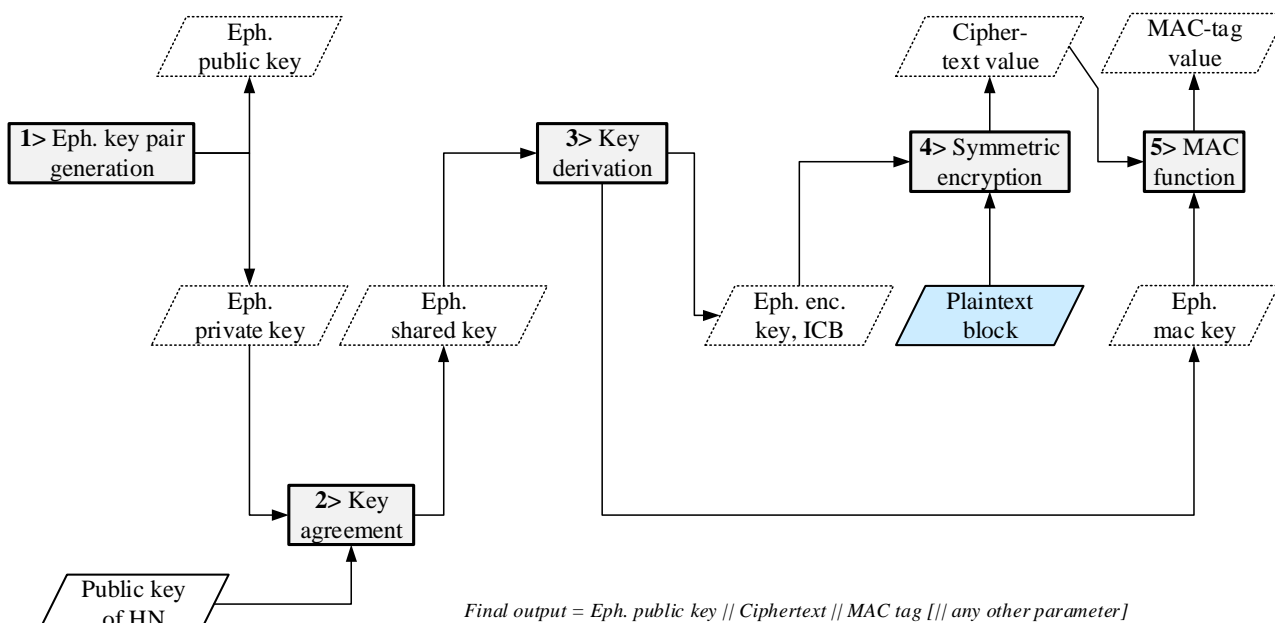 Eph.
public key
Cipher-
text value
MAC-tag
value
1> Eph. key pair
generation
3> Key
derivation
4> Symmetric
encryption
5> MAC
function
Eph.
private key
Eph.
shared key
Eph. enc.
key, ICB
Plaintext
block
Eph.
mac key
2> Key
agreement
Public key
of HN
Final output = Eph. public key || Ciphertext || MAC tag [|| any other parameter]